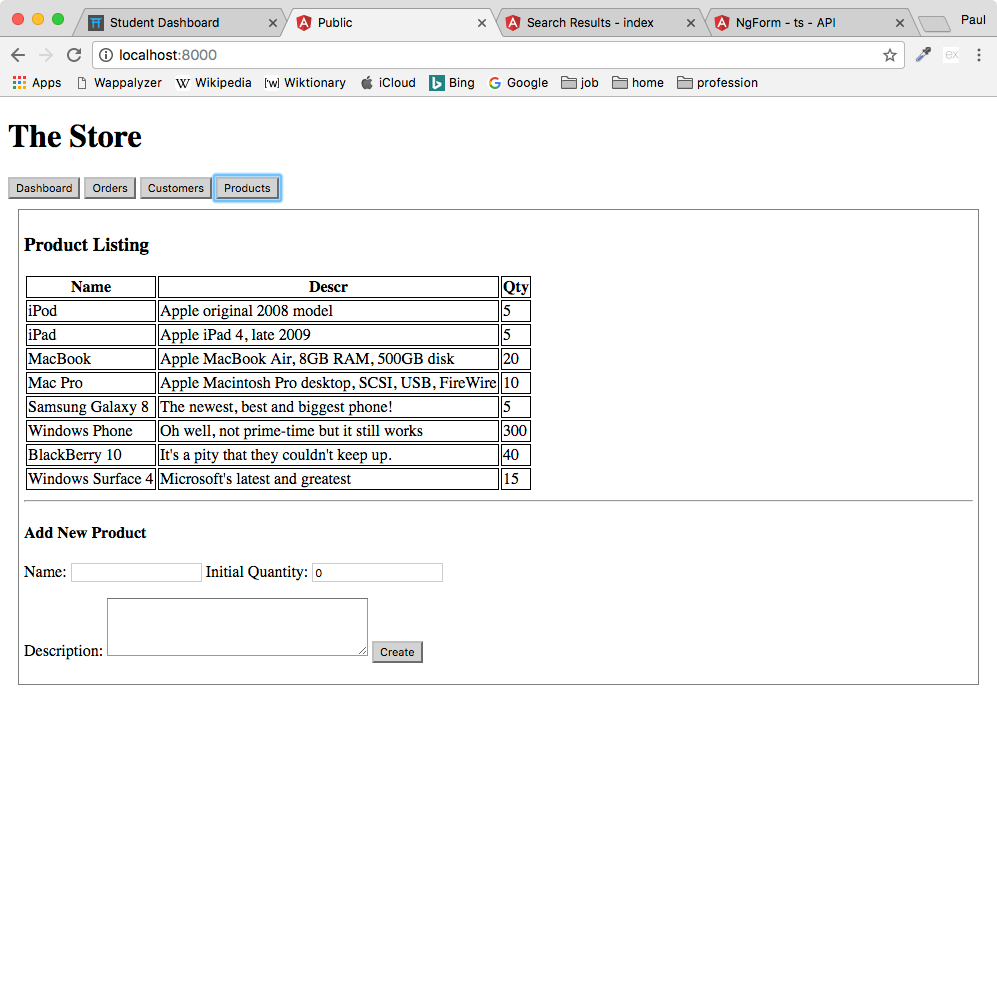 Student Dashboard Public Search Results - index NgForm - ts - API Paul
localhost:8000 ex
Apps Wappalyzer W Wikipedia ['w] Wiktionary iCloud Bing G Google job home profession
The Store
Dashboard Orders Customers Products
Product Listing
Name Descr Qty
iPod Apple original 2008 model 5
iPad Apple iPad 4, late 2009 5
MacBook Apple MacBook Air, 8GB RAM, 500GB disk 20
Mac Pro Apple Macintosh Pro desktop, SCSI, USB, FireWire 10
Samsung Galaxy 8 The newest, best and biggest phone! 5
Windows Phone Oh well, not prime-time but it still works 300
BlackBerry 10 It's a pity that they couldn't keep up. 40
Windows Surface 4 Microsoft's latest and greatest 15
Add New Product
Name: Initial Quantity: 0
Description: Create